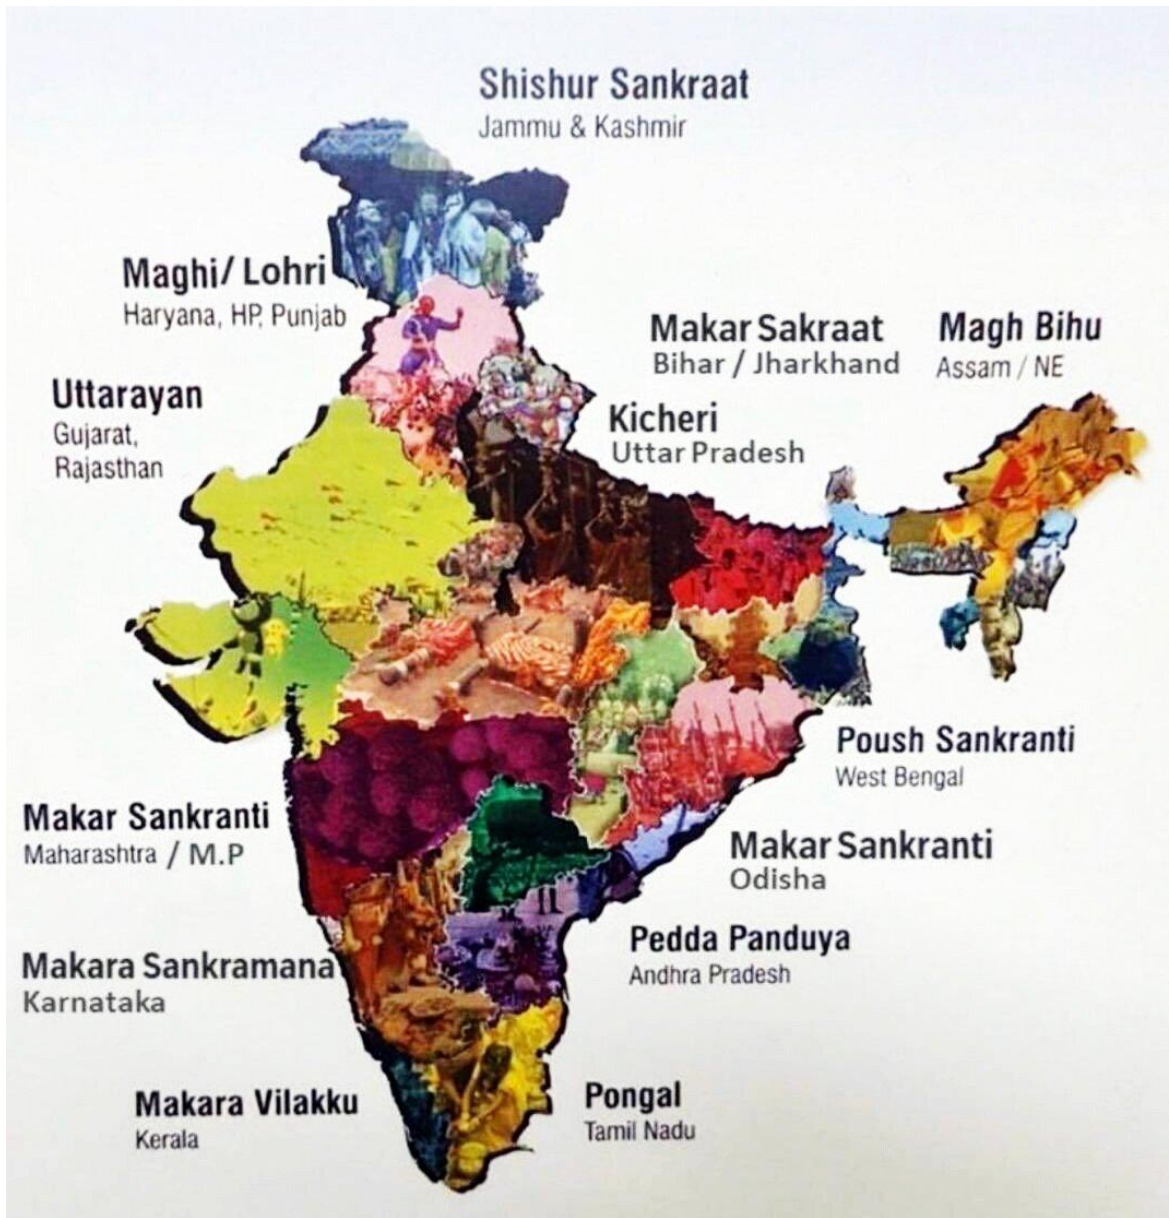 Shishur Sankraat
Jammu & Kashmir
Maghi/ Lohri
Haryana, HP, Punjab
Makar Sakraat
Bihar / Jharkhand
Magh Bihu
Assam / NE
Uttarayan
Gujarat,
Rajasthan
Kicheri
Uttar Pradesh
Poush Sankranti
West Bengal
Makar Sankranti
Maharashtra / M.P
Makar Sankranti
Odisha
Pedda Panduya
Andhra Pradesh
Makara Sankramana
Karnataka
Makara Vilakku
Kerala
Pongal
Tamil Nadu